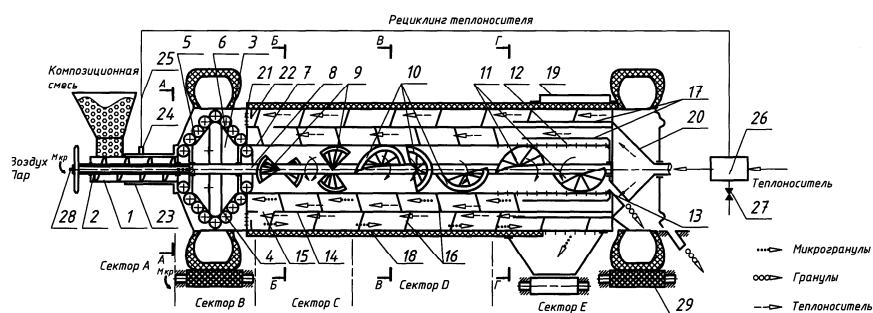 Рециклинг теплоносителя
5 6 3 Б В Г
25 21 22 7 8 9 10 11 12 19 17
Композиционная
смесь
А
24
20
26
Воздух
Пар
Мкр
Теплоноситель
28 2 1 23 4 15 14 18 16 13 27
А
Мкр
Сектор А
Сектор В
Б
Сектор С
В
Сектор D
Г
Сектор Е
29
Микрогранулы
Гранулы
Теплоноситель